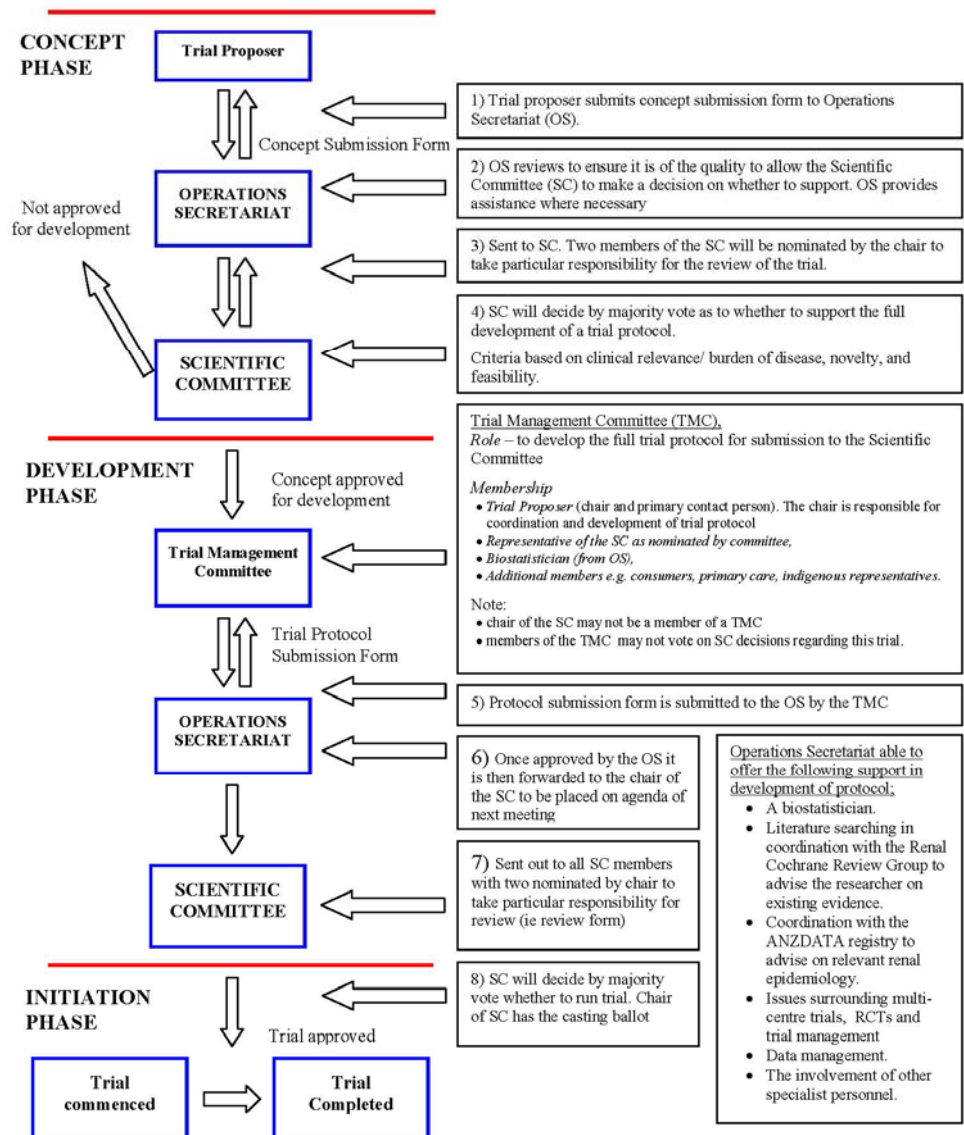 CONCEPT
PHASE
Trial Proposer
1) Trial proposer submits concept submission form to Operations
Secretariat (OS).
Concept Submission Form
2) OS reviews to ensure it is of the quality to allow the Scientific
Committee (SC) to make a decision on whether to support. OS provides
assistance where necessary
OPERATIONS
SECRETARIAT
Not approved
for development
3) Sent to SC. Two members of the SC will be nominated by the chair to
take particular responsibility for the review of the trial.
4) SC will decide by majority vote as to whether to support the full
development of a trial protocol.
Criteria based on clinical relevance/ burden of disease, novelty, and
feasibility.
SCIENTIFIC
COMMITTEE
DEVELOPMENT
PHASE
Concept approved
for development
Trial Management Committee (TMC),
Role – to develop the full trial protocol for submission to the Scientific
Committee
Membership
• Trial Proposer (chair and primary contact person). The chair is responsible for
coordination and development of trial protocol
• Representative of the SC as nominated by committee,
• Biostatistician (from OS),
• Additional members e.g. consumers, primary care, indigenous representatives.
Note:
• chair of the SC may not be a member of a TMC
• members of the TMC may not vote on SC decisions regarding this trial.
Trial Management
Committee
Trial Protocol
Submission Form
5) Protocol submission form is submitted to the OS by the TMC
OPERATIONS
SECRETARIAT
6) Once approved by the OS it
is then forwarded to the chair of
the SC to be placed on agenda of
next meeting
Operations Secretariat able to
offer the following support in
development of protocol;
• A biostatistician.
• Literature searching in
coordination with the Renal
Cochrane Review Group to
advise the researcher on
existing evidence.
• Coordination with the
ANZDATA registry to
advise on relevant renal
epidemiology.
• Issues surrounding multi-
centre trials, RCTs and
trial management
• Data management.
• The involvement of other
specialist personnel.
SCIENTIFIC
COMMITTEE
7) Sent out to all SC members
with two nominated by chair to
take particular responsibility for
review (ie review form)
INITIATION
PHASE
8) SC will decide by majority
vote whether to run trial. Chair
of SC has the casting ballot
Trial approved
Trial
commenced
Trial
Completed